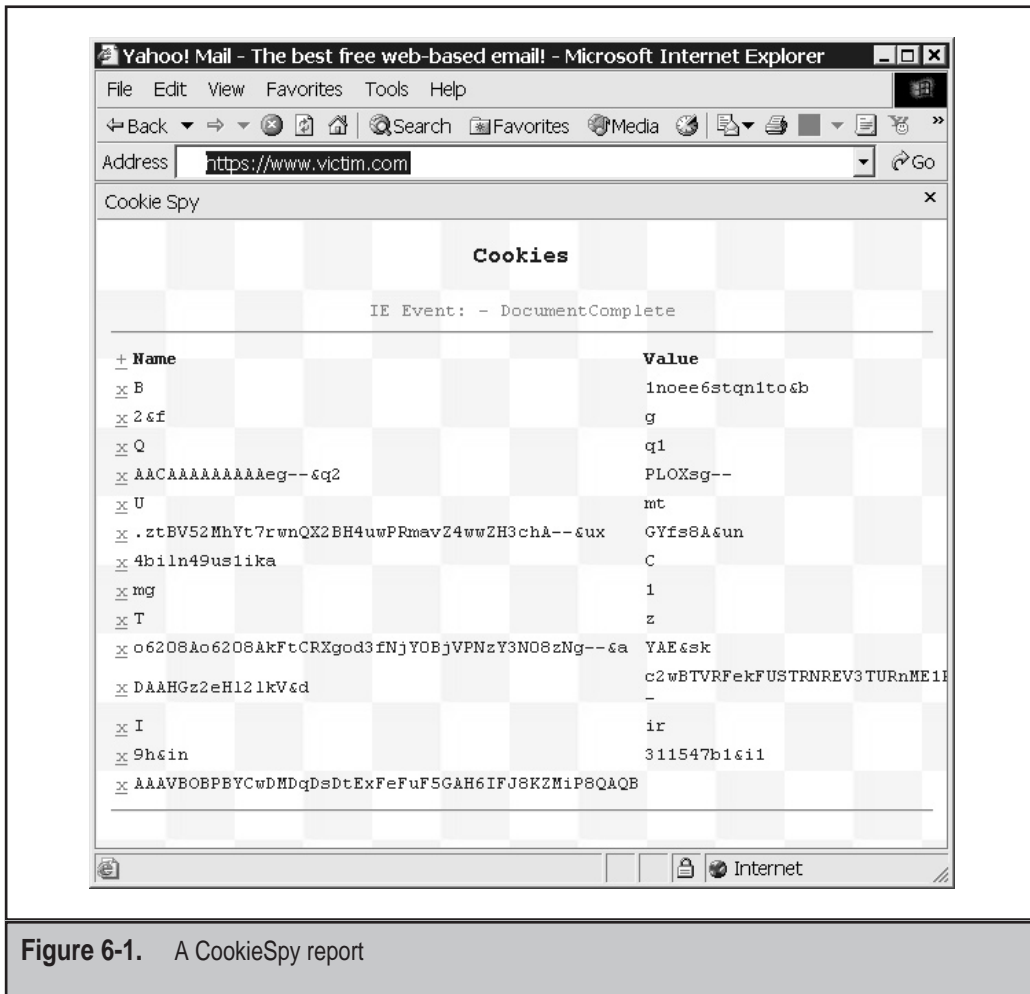 Yahoo! Mail - The best free web-based email! - Microsoft Internet Explorer
File Edit View Favorites Tools Help
Back Search Favorites Media »
Address https://www.victim.com Go
Cookie Spy x
Cookies
IE Event: - DocumentComplete
+ Name Value
x B 1noee6stqn1to&b
x 2&f g
x Q q1
x AACAAAAAAAAAeg--&q2 PLOXsg--
x U mt
x .ztBV52MhYt7rwnQX2BH4uwPRmavZ4wwZH3chA--&ux GYfs8A&un
x 4biln49us1ika C
x mg 1
x T z
x o62O8Ao62O8AkFtCRXgod3fNjYOBjVPNzY3NO8zNg--&a YAE&sk
x DAAHGz2eH121kV&d c2wBTVRFekFUSTRNREV3TURnME1
-
x I ir
x 9h&in 311547b1&i1
x AAAVBOBPBYCwDMDqDsDtExFeFuF5GAH6IFJ8KZMiP8QAQB
Internet
Figure 6-1. A CookieSpy report